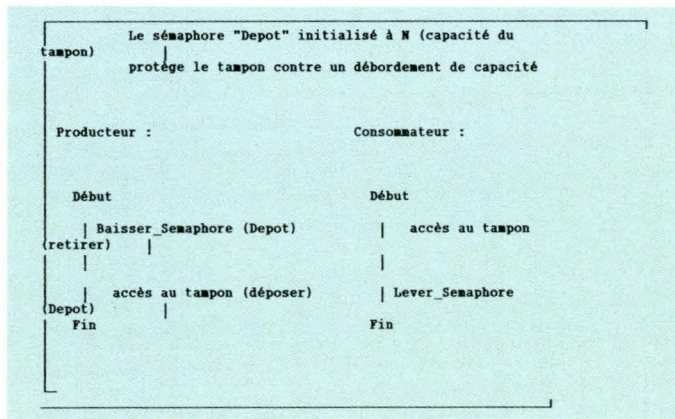 Le sémaphore "Depot" initialisé à N (capacité du
tampon)
protège le tampon contre un débordement de capacité
Producteur : Consommateur :
Début Début
| Baisser_Semaphore (Depot) | accès au tampon
(retirer) |
| |
| accès au tampon (déposer) | Lever_Semaphore
(Depot) |
Fin Fin